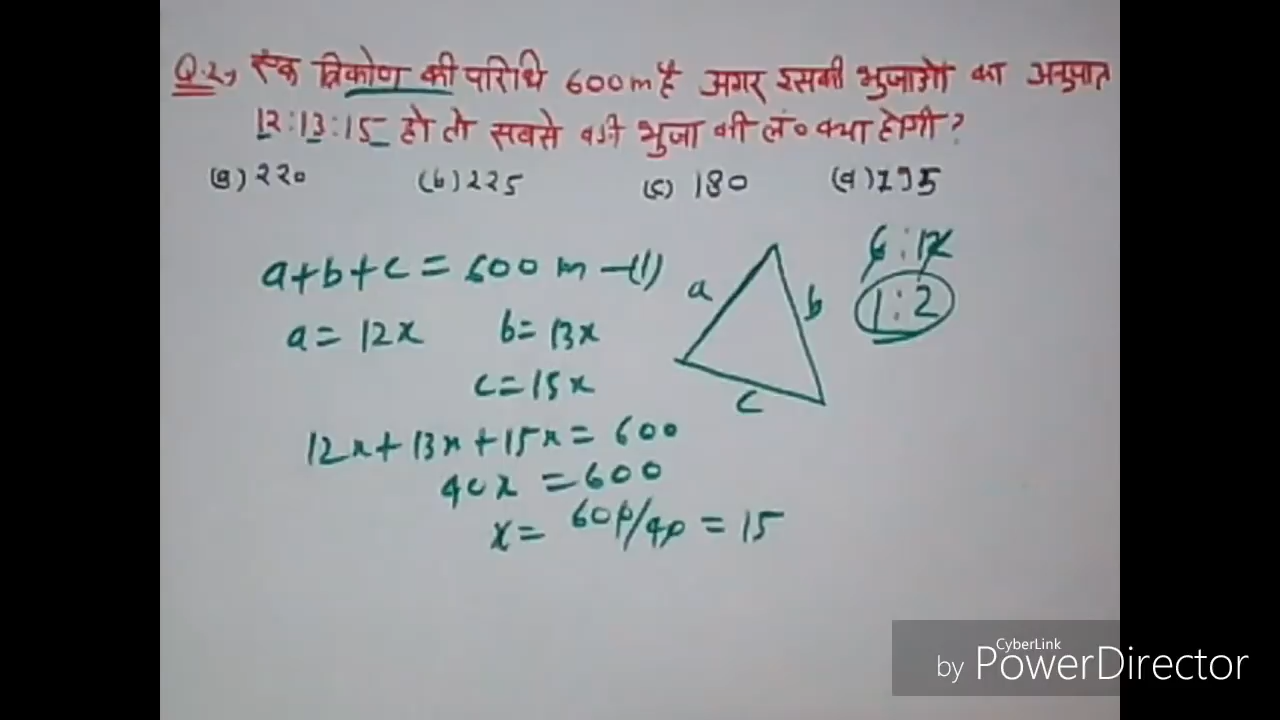 Q.2, एक त्रिकोण की परिधि 600m है अगर इसकी भुजाओं का अनुपात
12:13:15 हो तो सबसे बड़ी भुजा की लं० क्या होगी?
(a) 220 (b) 225 (c) 180 (d) 195
a+b+c = 600 m —(1)
a = 12x b = 13x
c = 15x
12x + 13x + 15x = 600
40x = 600
x = 600/40 = 15
a
b
c
6 : 12
1 : 2
CyberLink
by PowerDirector